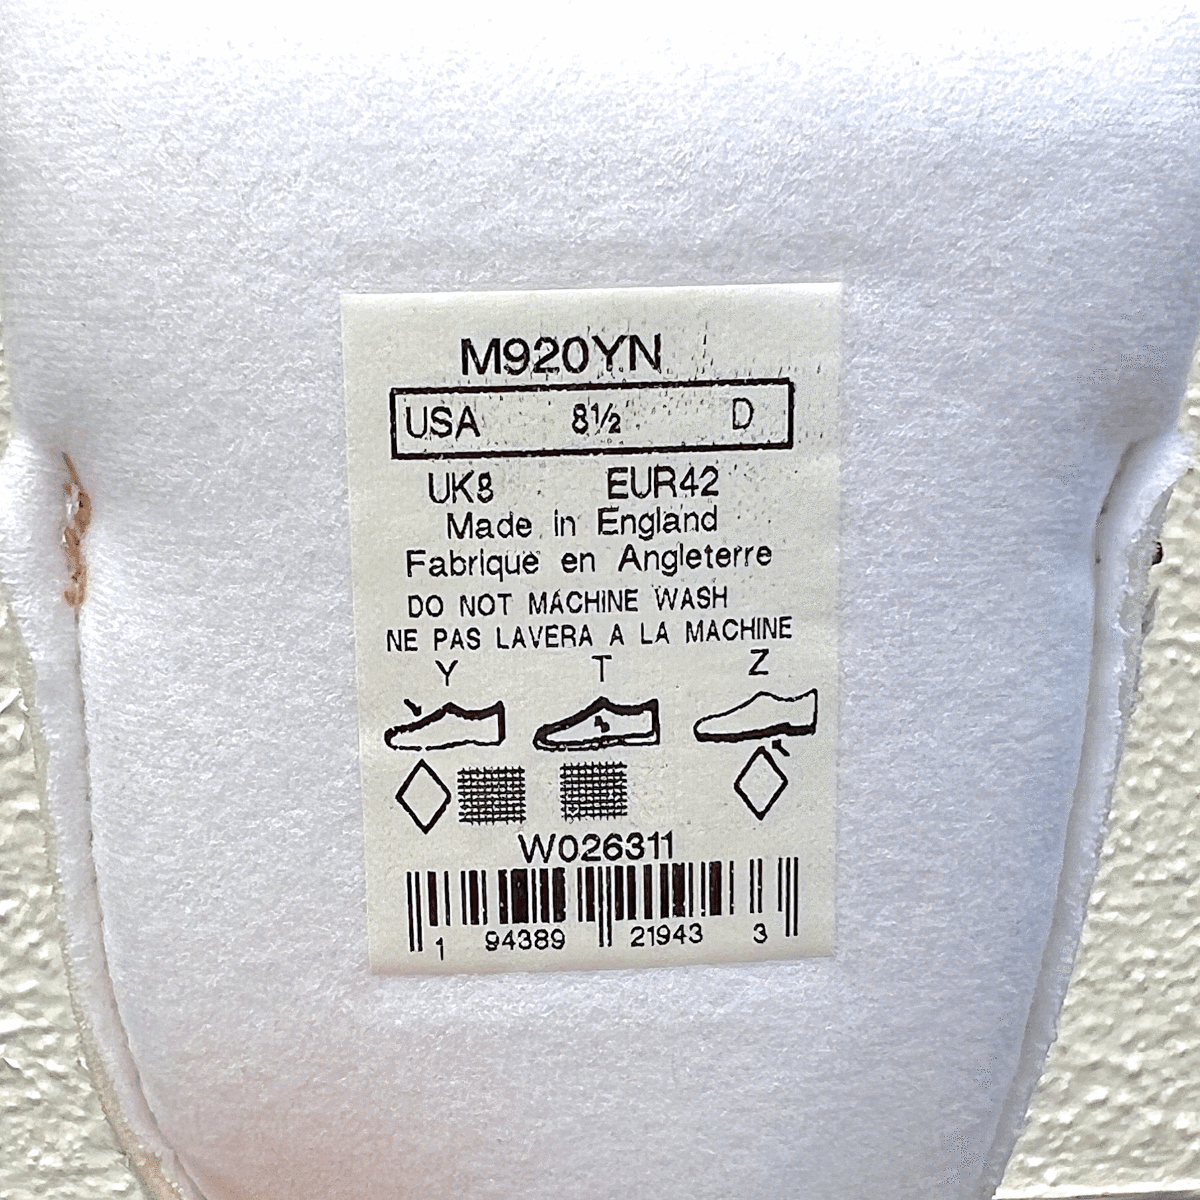 M920YN
USA 8½ D
UK8 EUR42
Made in England
Fabrique en Angleterre
DO NOT MACHINE WASH
NE PAS LAVERA A LA MACHINE
Y T Z
W026311
1 94389 21943 3